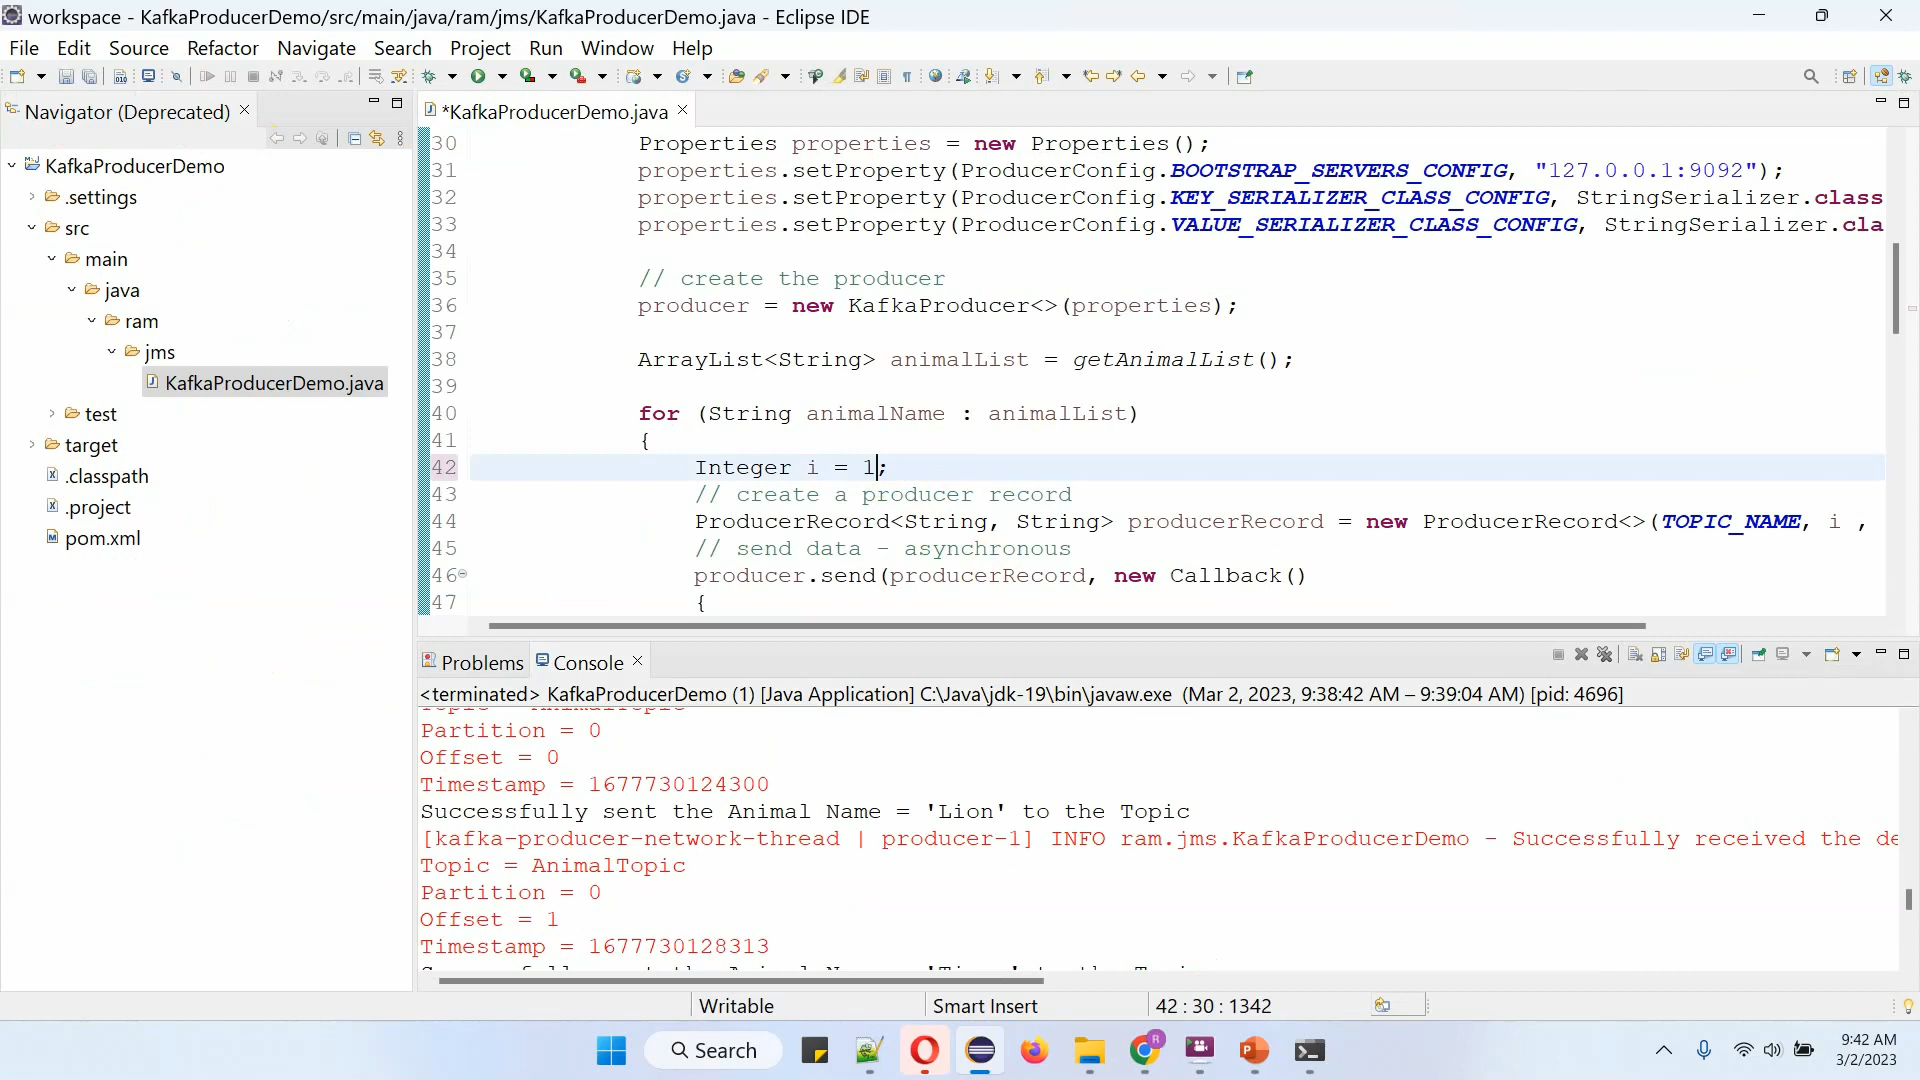 workspace - KafkaProducerDemo/src/main/java/ram/jms/KafkaProducerDemo.java - Eclipse IDE
File Edit Source Refactor Navigate Search Project Run Window Help
Navigator (Deprecated)
KafkaProducerDemo
.settings
src
main
java
ram
jms
KafkaProducerDemo.java
test
target
.classpath
.project
pom.xml
*KafkaProducerDemo.java
30 Properties properties = new Properties();
31 properties.setProperty(ProducerConfig.BOOTSTRAP_SERVERS_CONFIG, "127.0.0.1:9092");
32 properties.setProperty(ProducerConfig.KEY_SERIALIZER_CLASS_CONFIG, StringSerializer.class
33 properties.setProperty(ProducerConfig.VALUE_SERIALIZER_CLASS_CONFIG, StringSerializer.cla
34
35 // create the producer
36 producer = new KafkaProducer<>(properties);
37
38 ArrayList<String> animalList = getAnimalList();
39
40 for (String animalName : animalList)
41 {
42 Integer i = 1;
43 // create a producer record
44 ProducerRecord<String, String> producerRecord = new ProducerRecord<>(TOPIC_NAME, i ,
45 // send data - asynchronous
46 producer.send(producerRecord, new Callback()
47 {
Problems Console
<terminated> KafkaProducerDemo (1) [Java Application] C:\Java\jdk-19\bin\javaw.exe (Mar 2, 2023, 9:38:42 AM – 9:39:04 AM) [pid: 4696]
Partition = 0
Offset = 0
Timestamp = 1677730124300
Successfully sent the Animal Name = 'Lion' to the Topic
[kafka-producer-network-thread | producer-1] INFO ram.jms.KafkaProducerDemo - Successfully received the de
Topic = AnimalTopic
Partition = 0
Offset = 1
Timestamp = 1677730128313
Writable Smart Insert 42 : 30 : 1342
Search
9:42 AM
3/2/2023